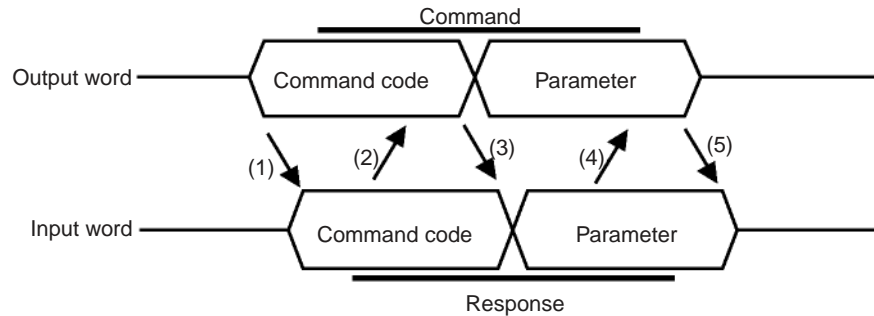 Command
Output word
Command code
Parameter
(1)
(2)
(3)
(4)
(5)
Input word
Command code
Parameter
Response